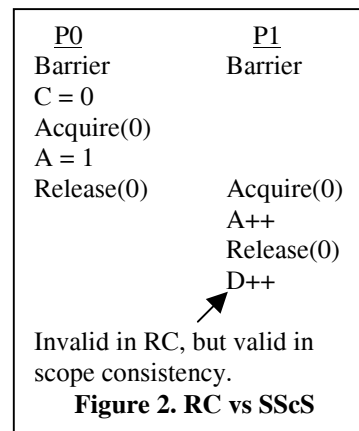 P0 P1
Barrier Barrier
C = 0
Acquire(0)
A = 1
Release(0) Acquire(0)
A++
Release(0)
D++
Invalid in RC, but valid in
scope consistency.
Figure 2. RC vs SScS